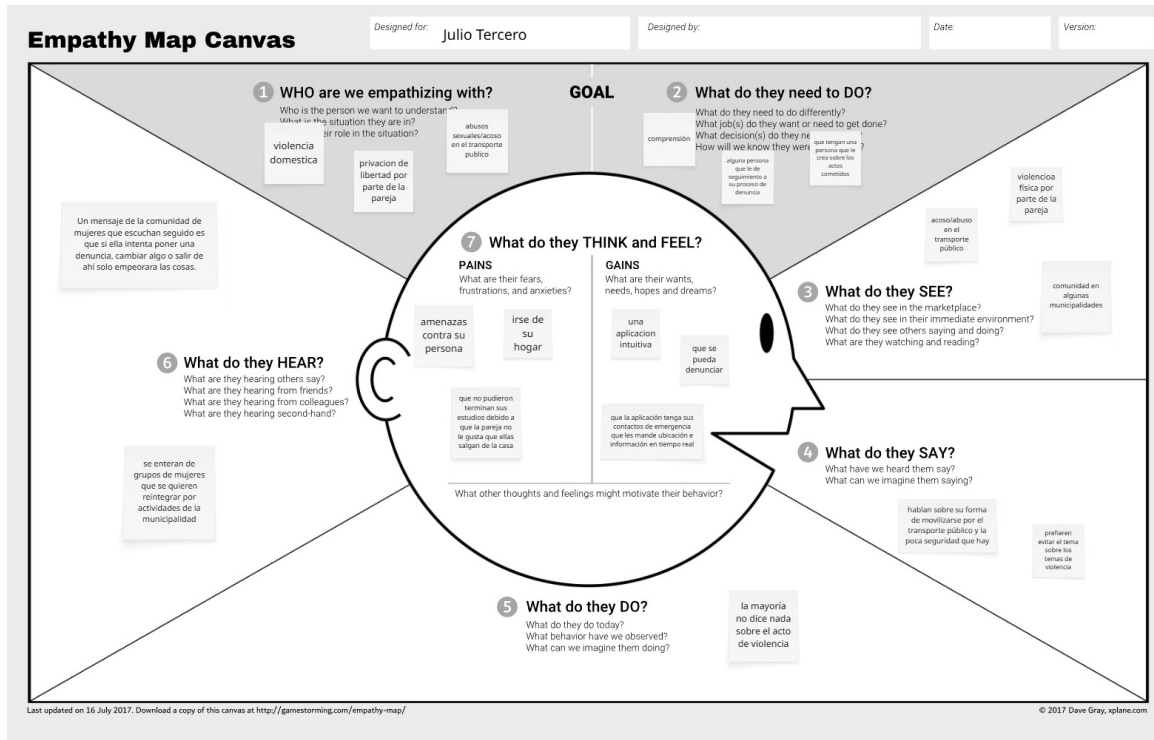 Empathy Map Canvas
Designed for:
Julio Tercero
Designed by:
Date:
Version:
1 WHO are we empathizing with?
Who is the person we want to understand?
What is the situation they are in?
their role in the situation?
violencia
domestica
privacion de
libertad por
parte de la
pareja
abusos
sexuales/acoso
en el transporte
publico
GOAL
2 What do they need to DO?
What do they need to do differently?
What job(s) do they want or need to get done?
What decision(s) do they
How will we know they were
comprensión
alguna persona
que le de
seguimiento a
su proceso de
denuncia
que tengan una
persona que le
crea sobre los
actos
cometidos
violencioa
física por
parte de la
pareja
acoso/abuso
en el
transporte
público
comunidad en
algunas
municipalidades
3 What do they SEE?
What do they see in the marketplace?
What do they see in their immediate environment?
What do they see others saying and doing?
What are they watching and reading?
4 What do they SAY?
What have we heard them say?
What can we imagine them saying?
hablan sobre su forma
de movilizarse por el
transporte público y la
poca seguridad que hay
prefieren
evitar el tema
sobre los
temas de
violencia
5 What do they DO?
What do they do today?
What behavior have we observed?
What can we imagine them doing?
la mayoría
no dice nada
sobre el acto
de violencia
Un mensaje de la comunidad de
mujeres que escuchan seguido es
que si ella intenta poner una
denuncia, cambiar algo o salir de
ahí solo empeorara las cosas.
6 What do they HEAR?
What are they hearing others say?
What are they hearing from friends?
What are they hearing from colleagues?
What are they hearing second-hand?
se enteran de
grupos de mujeres
que se quieren
reintegrar por
actividades de la
municipalidad
7 What do they THINK and FEEL?
PAINS
What are their fears,
frustrations, and anxieties?
amenazas
contra su
persona
irse de
su
hogar
que no pudieron
terminan sus
estudios debido a
que la pareja no
le gusta que ellas
salgan de la casa
GAINS
What are their wants,
needs, hopes and dreams?
una
aplicacion
intuitiva
que se
pueda
denunciar
que la aplicación tenga sus
contactos de emergencia
que les mande ubicación e
información en tiempo real
What other thoughts and feelings might motivate their behavior?
Last updated on 16 July 2017. Download a copy of this canvas at http://gamestorming.com/empathy-map/
© 2017 Dave Gray, xplane.com